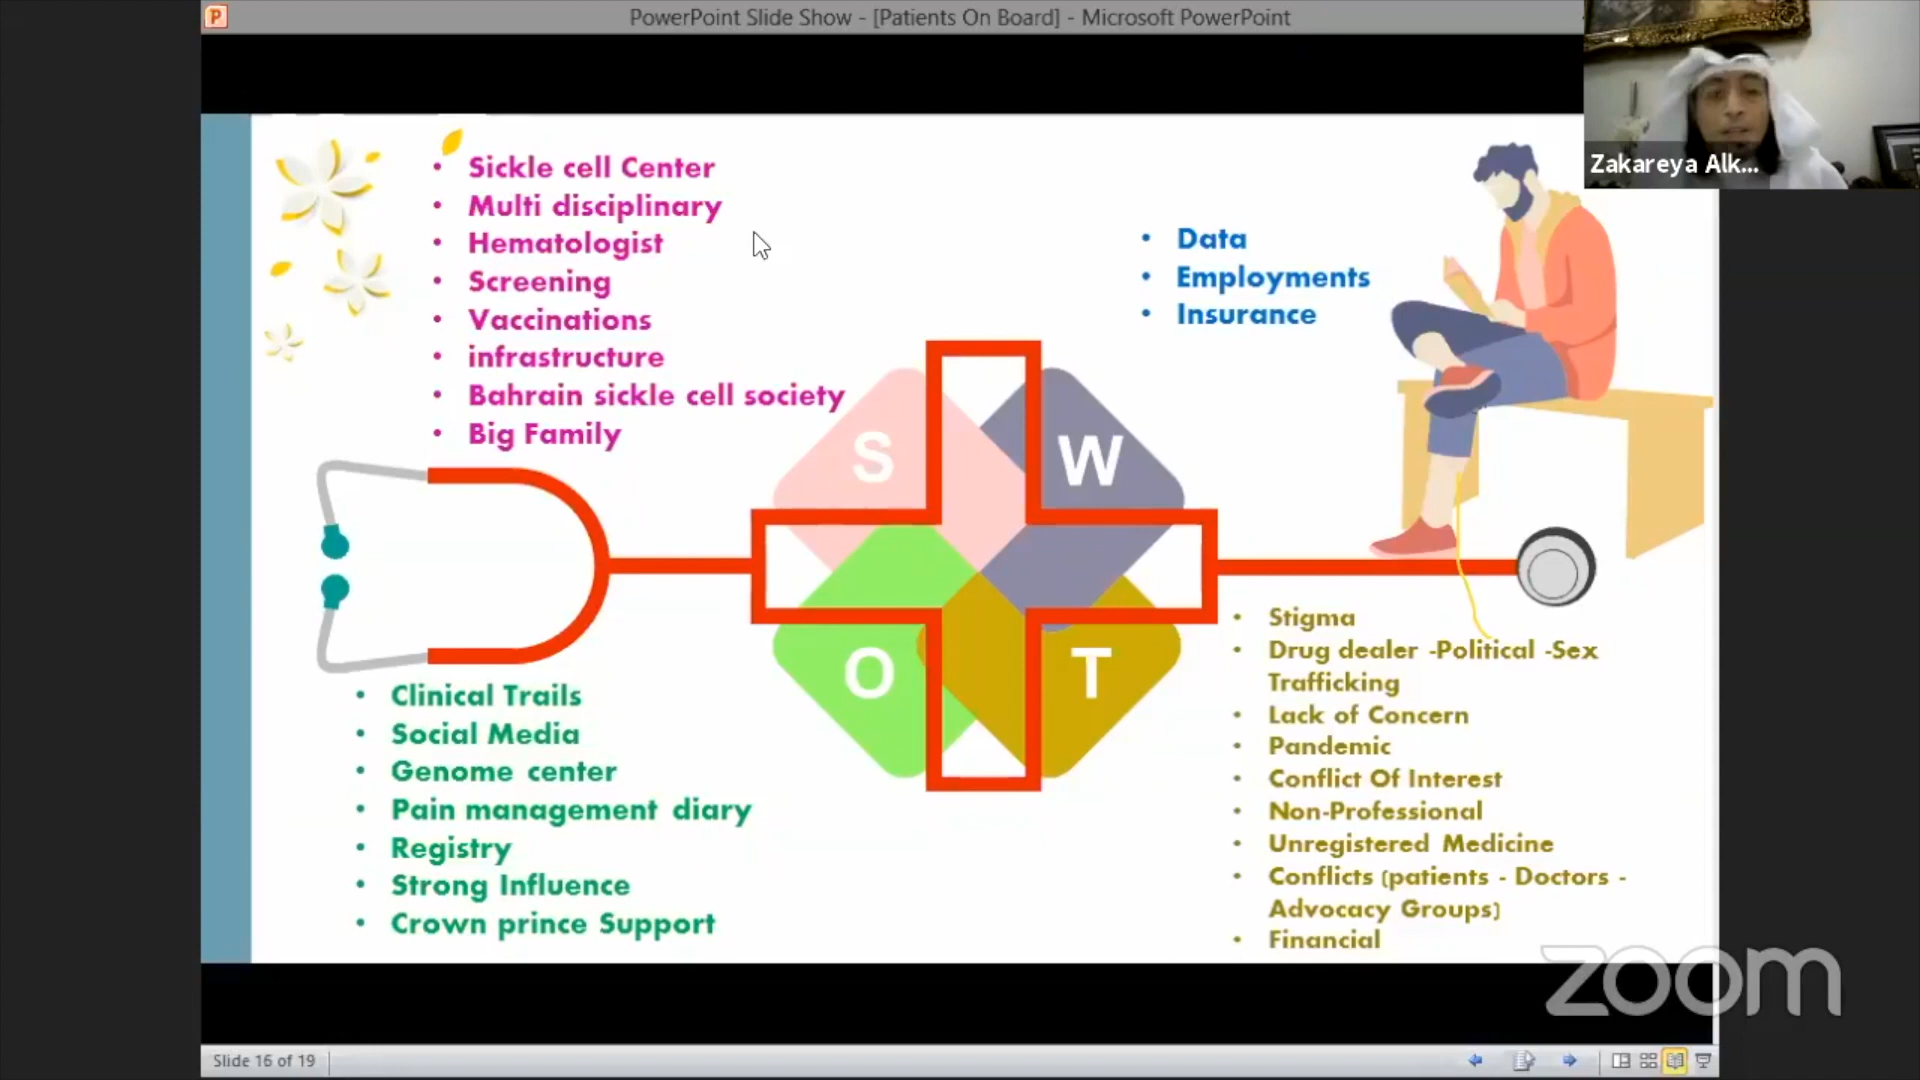 PowerPoint Slide Show - [Patients On Board] - Microsoft PowerPoint
Zakareya Alk...
• Sickle cell Center
• Multi disciplinary
• Hematologist
• Screening
• Vaccinations
• infrastructure
• Bahrain sickle cell society
• Big Family
• Data
• Employments
• Insurance
S
W
O
T
• Clinical Trails
• Social Media
• Genome center
• Pain management diary
• Registry
• Strong Influence
• Crown prince Support
• Stigma
• Drug dealer -Political -Sex
Trafficking
• Lack of Concern
• Pandemic
• Conflict Of Interest
• Non-Professional
• Unregistered Medicine
• Conflicts (patients - Doctors -
Advocacy Groups)
• Financial
zoom
Slide 16 of 19